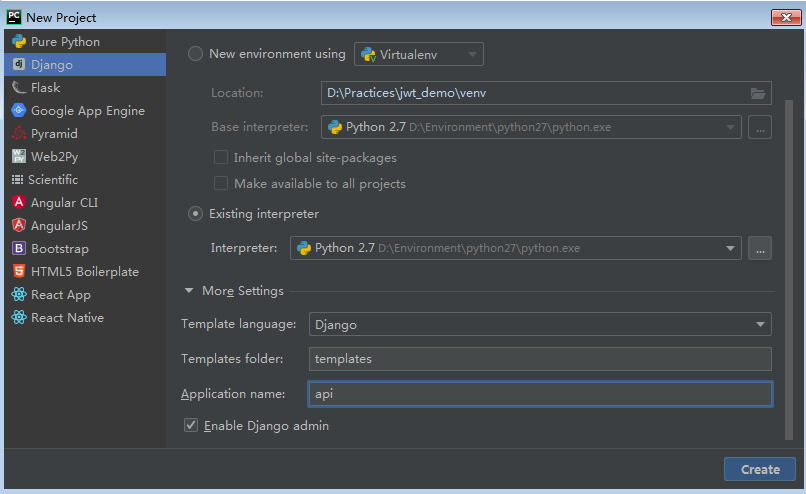 New Project
Pure Python
Django
Flask
Google App Engine
Pyramid
Web2Py
Scientific
Angular CLI
AngularJS
Bootstrap
HTML5 Boilerplate
React App
React Native
New environment using Virtualenv
Location: D:\Practices\jwt_demo\venv
Base interpreter: Python 2.7 D:\Environment\python27\python.exe ...
Inherit global site-packages
Make available to all projects
Existing interpreter
Interpreter: Python 2.7 D:\Environment\python27\python.exe ...
More Settings
Template language: Django
Templates folder: templates
Application name: api
Enable Django admin
Create